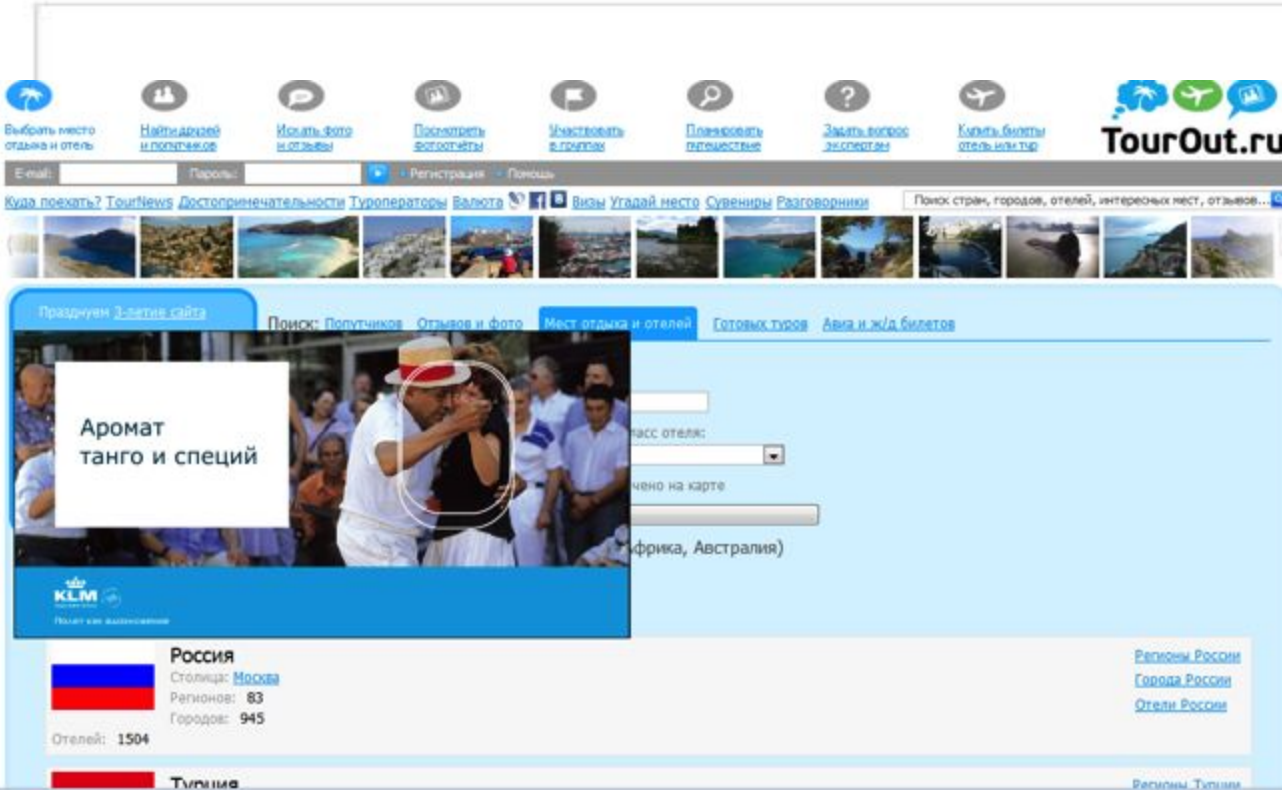 Выбрать место
отдыха и отель
Найти друзей
и попутчиков
Искать фото
и отзывы
Посмотреть
фотоотчёты
Участвовать
в группах
Планировать
путешествие
Задать вопрос
экспертам
Купить билеты
отель или тур
TourOut.ru
E-mail: Пароль: Регистрация Помощь
Куда поехать? TourNews Достопримечательности Туроператоры Валюта Визы Угадай место Сувениры Разговорники Поиск стран, городов, отелей, интересных мест, отзывов...
Празднуем 3-летие сайта
Поиск: Попутчиков Отзывов и фото Мест отдыха и отелей Готовых туров Авиа и ж/д билетов
Аромат
танго и специй
KLM
ласс отеля:
чено на карте
фрика, Австралия)
Россия
Столица: Москва
Регионов: 83
Городов: 945
Отелей: 1504
Регионы России
Города России
Отели России
Турция
Регионы Турции